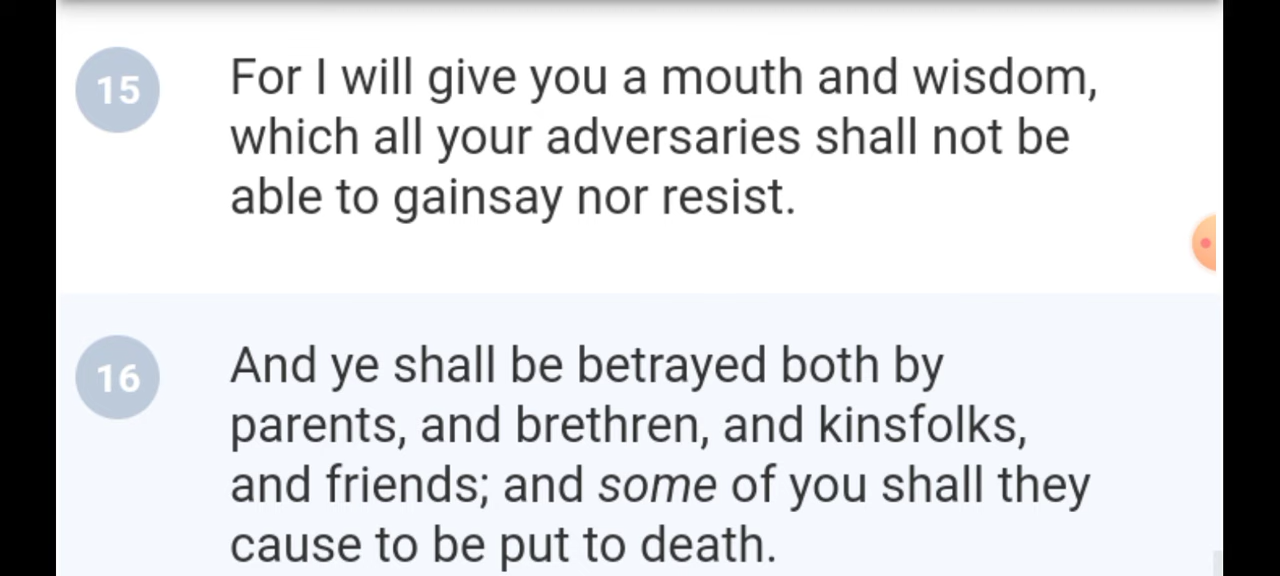 15 For I will give you a mouth and wisdom,
which all your adversaries shall not be
able to gainsay nor resist.
16 And ye shall be betrayed both by
parents, and brethren, and kinsfolks,
and friends; and some of you shall they
cause to be put to death.